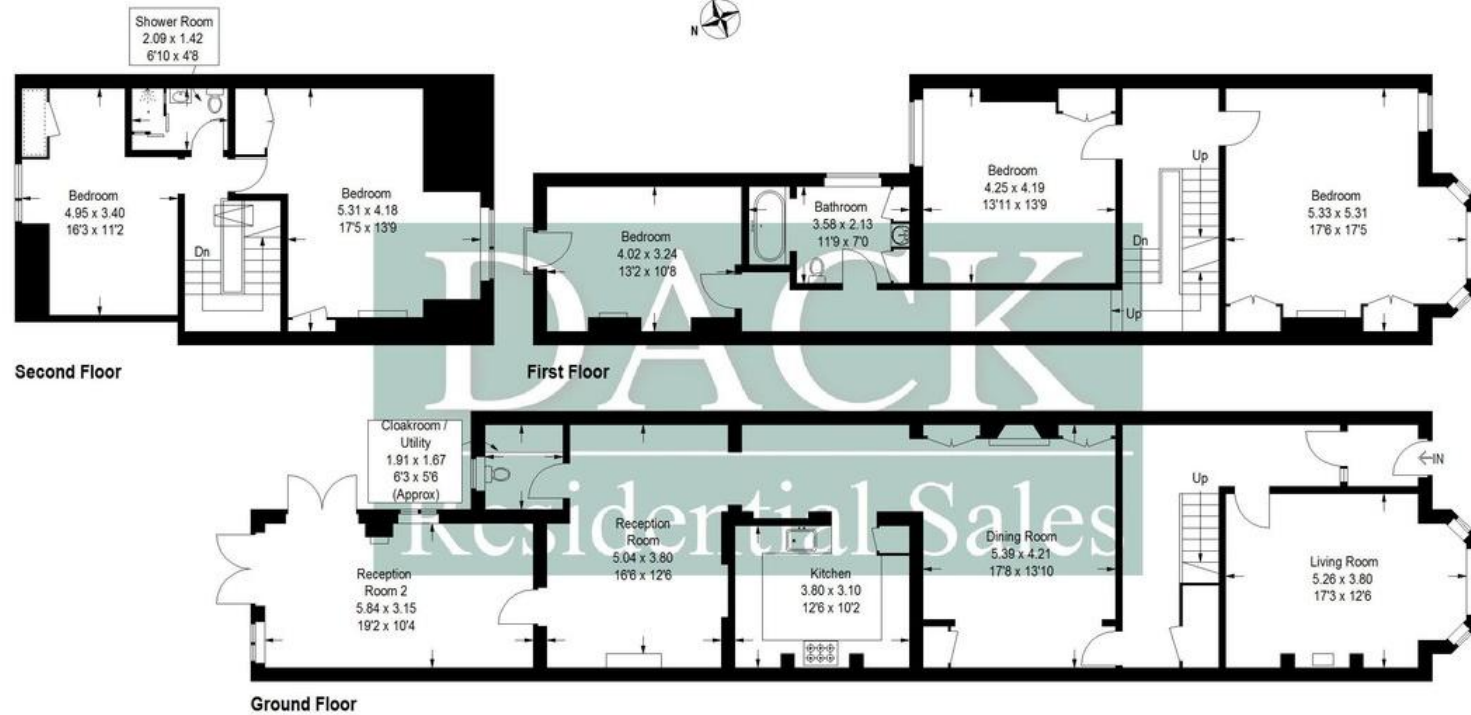 N
Shower Room
2.09 x 1.42
6'10 x 4'8
Bedroom
4.95 x 3.40
16'3 x 11'2
Dn
Bedroom
5.31 x 4.18
17'5 x 13'9
Second Floor
Bedroom
4.02 x 3.24
13'2 x 10'8
Bathroom
3.58 x 2.13
11'9 x 7'0
Bedroom
4.25 x 4.19
13'11 x 13'9
Up
Dn
Up
Bedroom
5.33 x 5.31
17'6 x 17'5
First Floor
DACK
Residential Sales
Cloakroom /
Utility
1.91 x 1.67
6'3 x 5'6
(Approx)
Reception
Room 2
5.84 x 3.15
19'2 x 10'4
Reception
Room
5.04 x 3.80
16'6 x 12'6
Kitchen
3.80 x 3.10
12'6 x 10'2
Dining Room
5.39 x 4.21
17'8 x 13'10
Up
IN
Living Room
5.26 x 3.80
17'3 x 12'6
Ground Floor